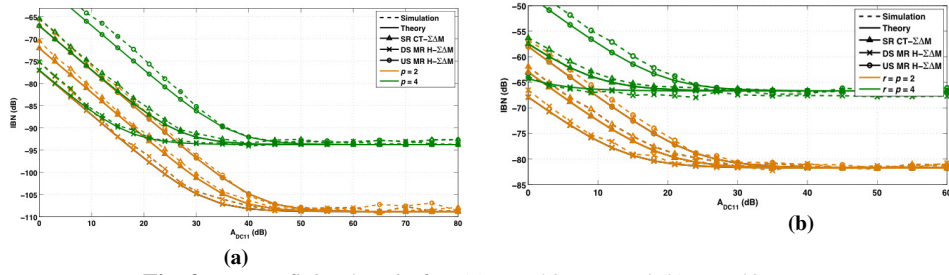 −65
−70
−75
−80
−85
−90
−95
−100
−105
−110
IBN (dB)
0 10 20 30 40 50 60 70 80
A_DC11 (dB)
Simulation
Theory
SR CT−ΣΔM
DS MR H−ΣΔM
US MR H−ΣΔM
p = 2
p = 4
(a)
−50
−55
−60
−65
−70
−75
−80
−85
IBN (dB)
0 10 20 30 40 50 60
A_DC11 (dB)
Simulation
Theory
SR CT−ΣΔM
DS MR H−ΣΔM
US MR H−ΣΔM
r = p = 2
r = p = 4
(b)